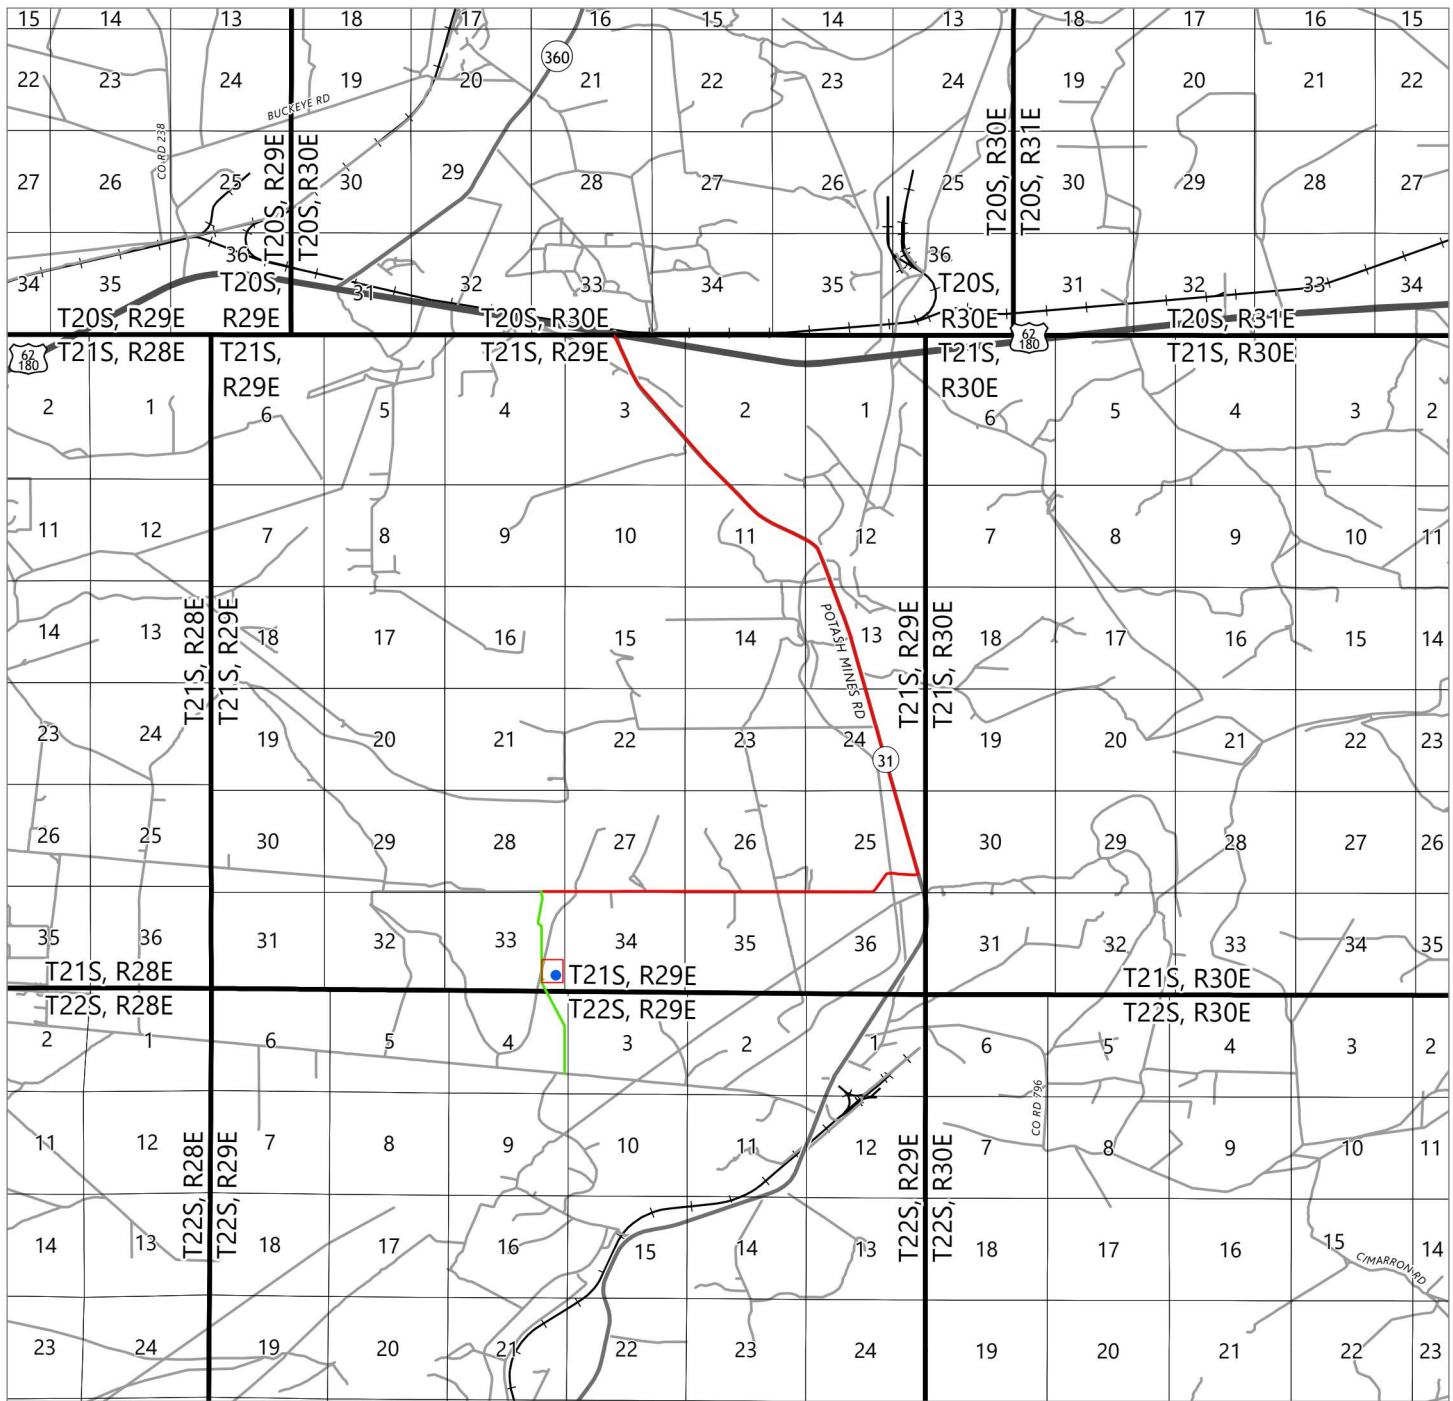 15 14 13 18 17 16 15 14 13 18 17 16 15
360
22 23 24 19 20 21 22 23 24 19 20 21 22
BUCKEYE RD
CO RD 238
T20S, R29E
T20S, R30E
T20S, R30E
T20S, R31E
27 26 25 30 29 28 27 26 25 30 29 28 27
34 35 36 31 32 33 34 35 36 31 32 33 34
T20S, R29E
T20S,
R29E
T20S, R30E
T20S,
R30E
T20S, R31E
62
180
62
180
T21S, R28E
T21S,
R29E
T21S, R29E
T21S,
R30E
T21S, R30E
2 1 6 5 4 3 2 1 6 5 4 3 2
11 12 7 8 9 10 11 12 7 8 9 10 11
T21S, R28E
T21S, R29E
POTASH MINES RD
T21S, R29E
T21S, R30E
14 13 18 17 16 15 14 13 18 17 16 15 14
T21S, R28E
T21S, R29E
T21S, R29E
T21S, R30E
23 24 19 20 21 22 23 24 19 20 21 22 23
31
26 25 30 29 28 27 26 25 30 29 28 27 26
35 36 31 32 33 34 35 36 31 32 33 34 35
T21S, R28E
T21S, R29E
T21S, R30E
T22S, R28E
T22S, R29E
T22S, R30E
2 1 6 5 4 3 2 1 6 5 4 3 2
CO RD 796
11 12 7 8 9 10 11 12 7 8 9 10 11
T22S, R28E
T22S, R29E
T22S, R29E
T22S, R30E
14 13 18 17 16 15 14 13 18 17 16 15 14
CIMARRON RD
23 24 19 20 21 22 23 24 19 20 21 22 23